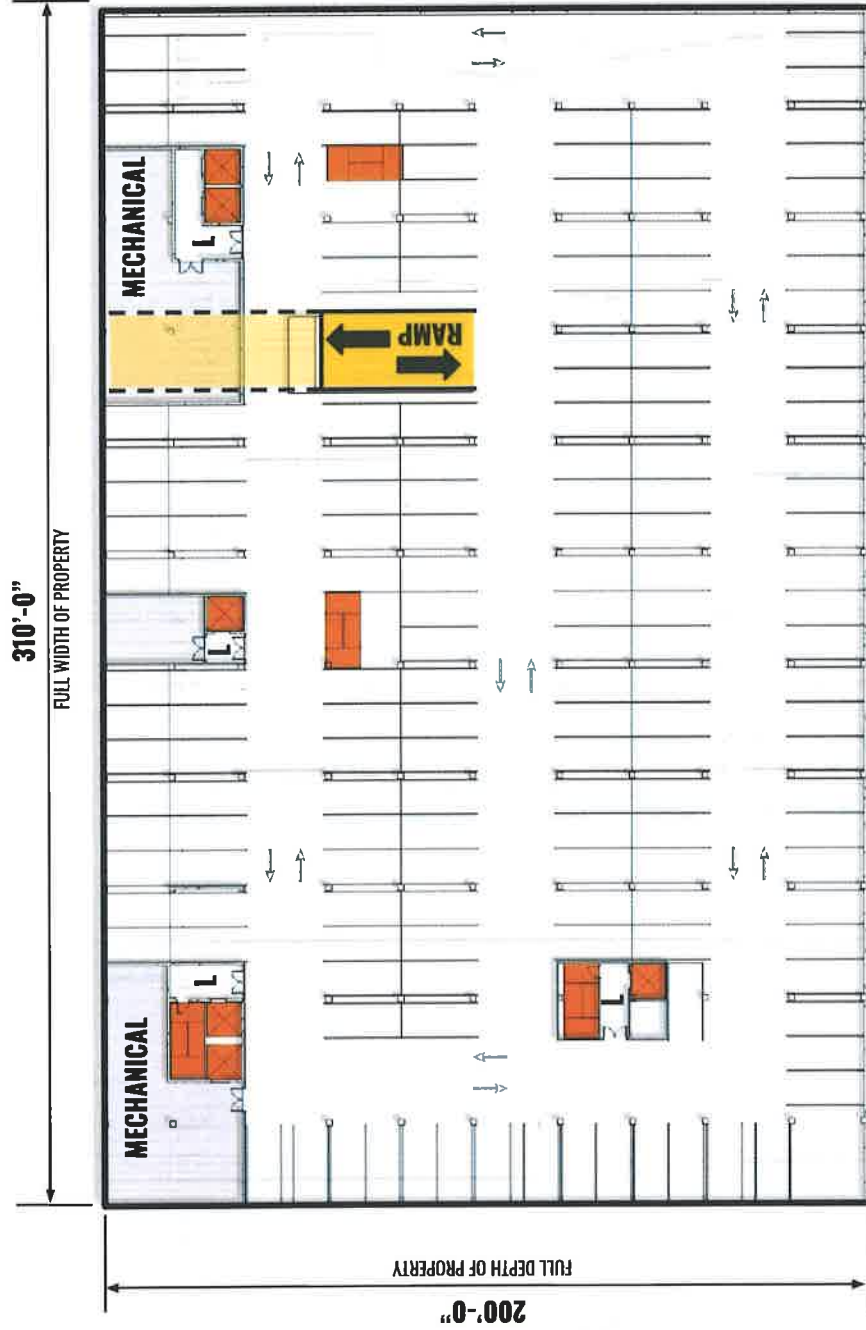 310'-0"
FULL WIDTH OF PROPERTY
MECHANICAL
L
RAMP
L
MECHANICAL
L
L
FULL DEPTH OF PROPERTY
200'-0"